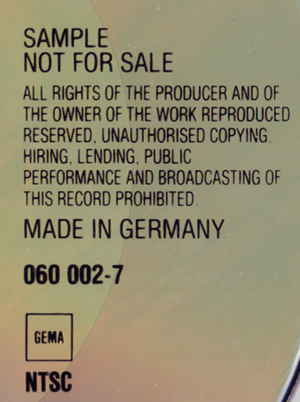 SAMPLE
NOT FOR SALE
ALL RIGHTS OF THE PRODUCER AND OF
THE OWNER OF THE WORK REPRODUCED
RESERVED, UNAUTHORISED COPYING.
HIRING, LENDING, PUBLIC
PERFORMANCE AND BROADCASTING OF
THIS RECORD PROHIBITED.
MADE IN GERMANY
060 002-7
GEMA
NTSC